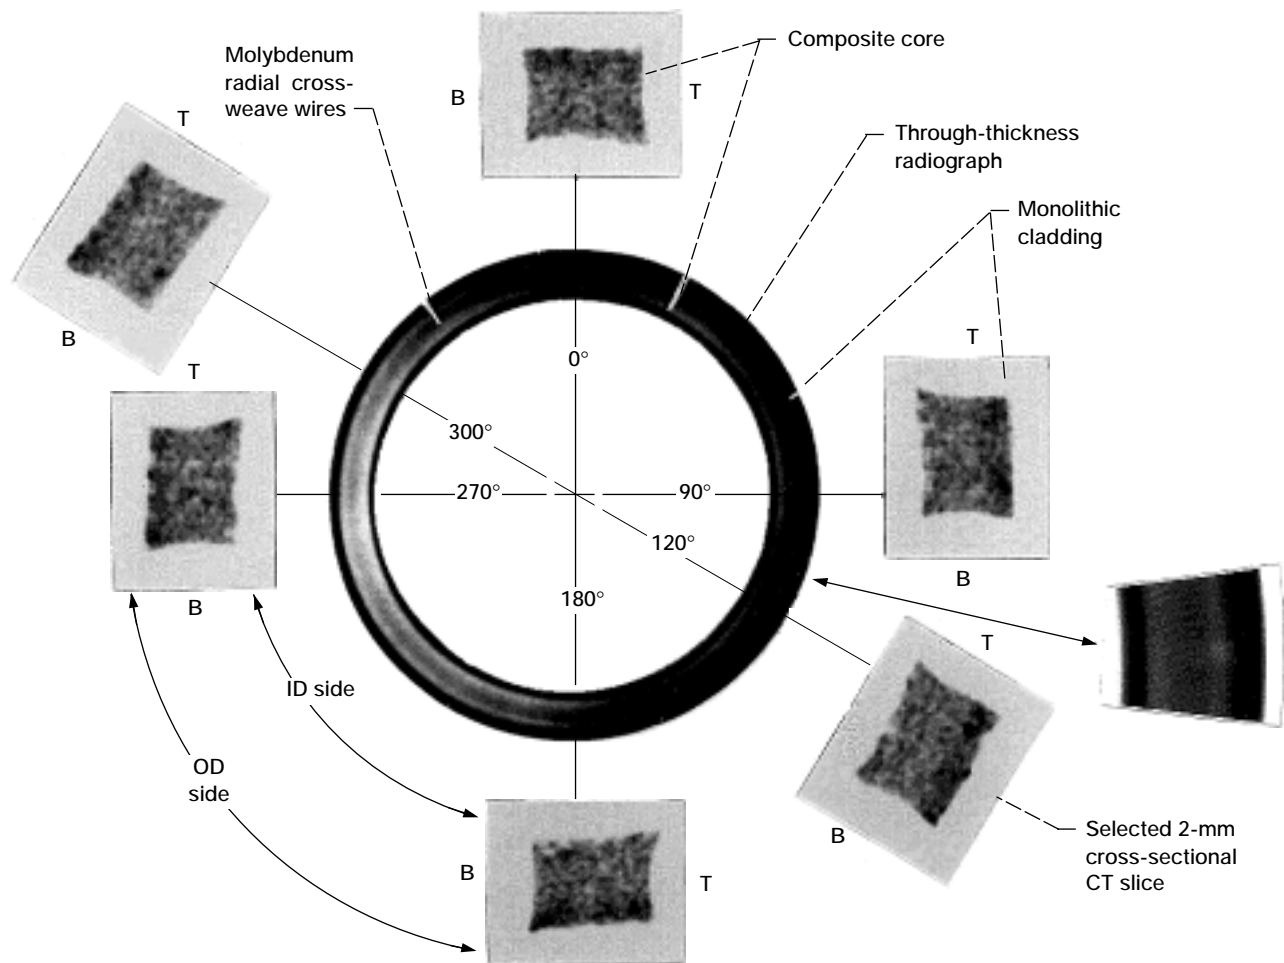 B
Composite core
Molybdenum
radial cross-
weave wires
T
B
T
Through-thickness
radiograph
Monolithic
cladding
B
T
T
0°
300°
270°
90°
120°
180°
B
B
T
ID side
OD
side
B
T
B
Selected 2-mm
cross-sectional
CT slice